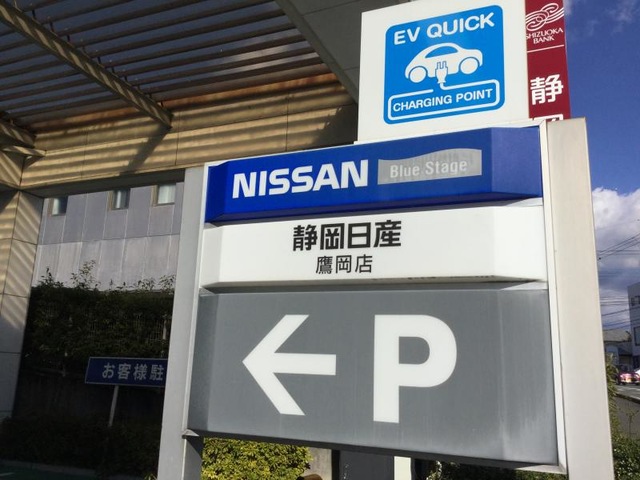 EV QUICK
CHARGING POINT
SHIZUOKA
BANK
静岡
NISSAN
Blue Stage
静岡日産
鷹岡店
← P
お客様駐